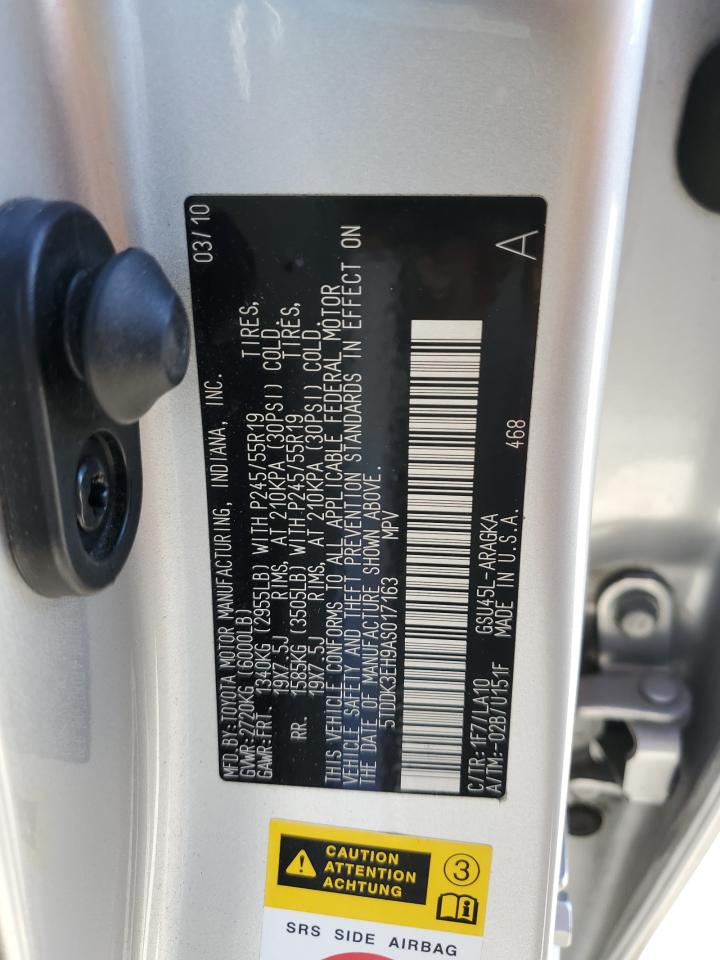 MFD.BY:TOYOTA MOTOR MANUFACTURING, INDIANA, INC. 03/10
GVWR:2720KG(6000LB)
GAWR:FRT. 1340KG(2955LB) WITH P245/55R19 TIRES,
19X7.5J RIMS, AT 210KPA(30PSI) COLD.
RR. 1585KG(3505LB) WITH P245/55R19 TIRES,
19X7.5J RIMS, AT 210KPA(30PSI) COLD.
THIS VEHICLE CONFORMS TO ALL APPLICABLE FEDERAL MOTOR
VEHICLE SAFETY AND THEFT PREVENTION STANDARDS IN EFFECT ON
THE DATE OF MANUFACTURE SHOWN ABOVE.
5TDDK3EH9AS017163 MPV
C/TR:1F7/LA10 GSU45L-ARAGKA 468 A
A/TM:-02B/U151F MADE IN U.S.A.
CAUTION
ATTENTION
ACHTUNG
3
SRS SIDE AIRBAG